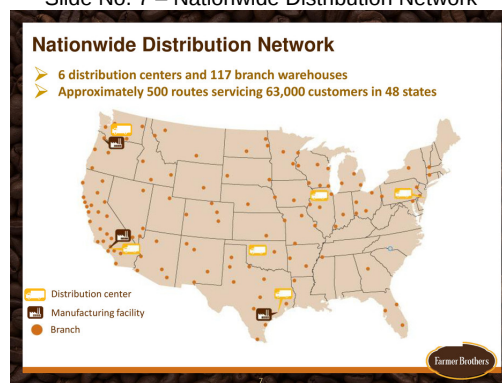 Slide No. 7 – Nationwide Distribution Network
Nationwide Distribution Network
6 distribution centers and 117 branch warehouses
Approximately 500 routes servicing 63,000 customers in 48 states
Distribution center
Manufacturing facility
Branch
Farmer Brothers
7